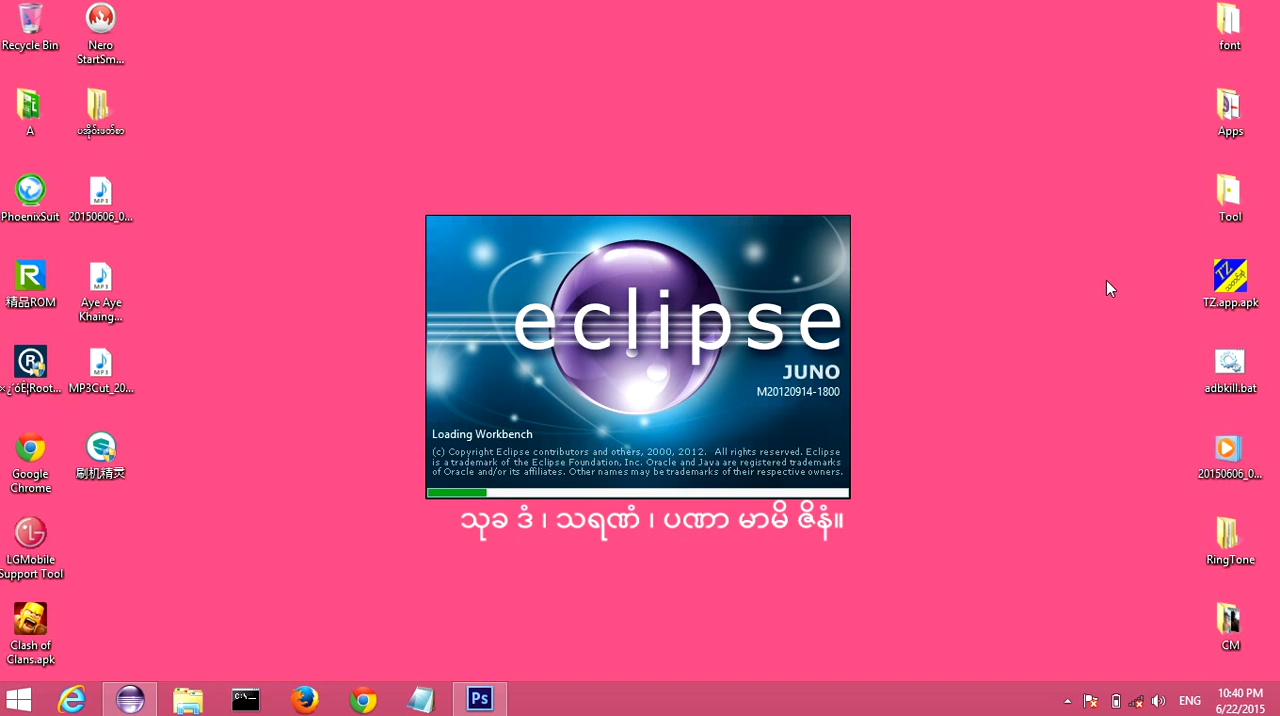 Recycle Bin
Nero
StartSm...
A
PhoenixSuit
20150606_0...
精品ROM
Aye Aye
Khaing...
×¿´óÊ¦Root...
MP3Cut_20...
Google
Chrome
刷机精灵
LGMobile
Support Tool
Clash of
Clans.apk
eclipse
JUNO
M20120914-1800
Loading Workbench
(c) Copyright Eclipse contributors and others, 2000, 2012. All rights reserved. Eclipse
is a trademark of the Eclipse Foundation, Inc. Oracle and Java are registered trademarks
of Oracle and/or its affiliates. Other names may be trademarks of their respective owners.
သုခ ဒံ ၊ သရဏံ ၊ ပဏာ မာမိ ဇိနံ။
font
Apps
Tool
TZ
TZ.app.apk
adbkill.bat
20150606_0...
RingTone
CM
C:\_
Ps
ENG
10:40 PM
6/22/2015